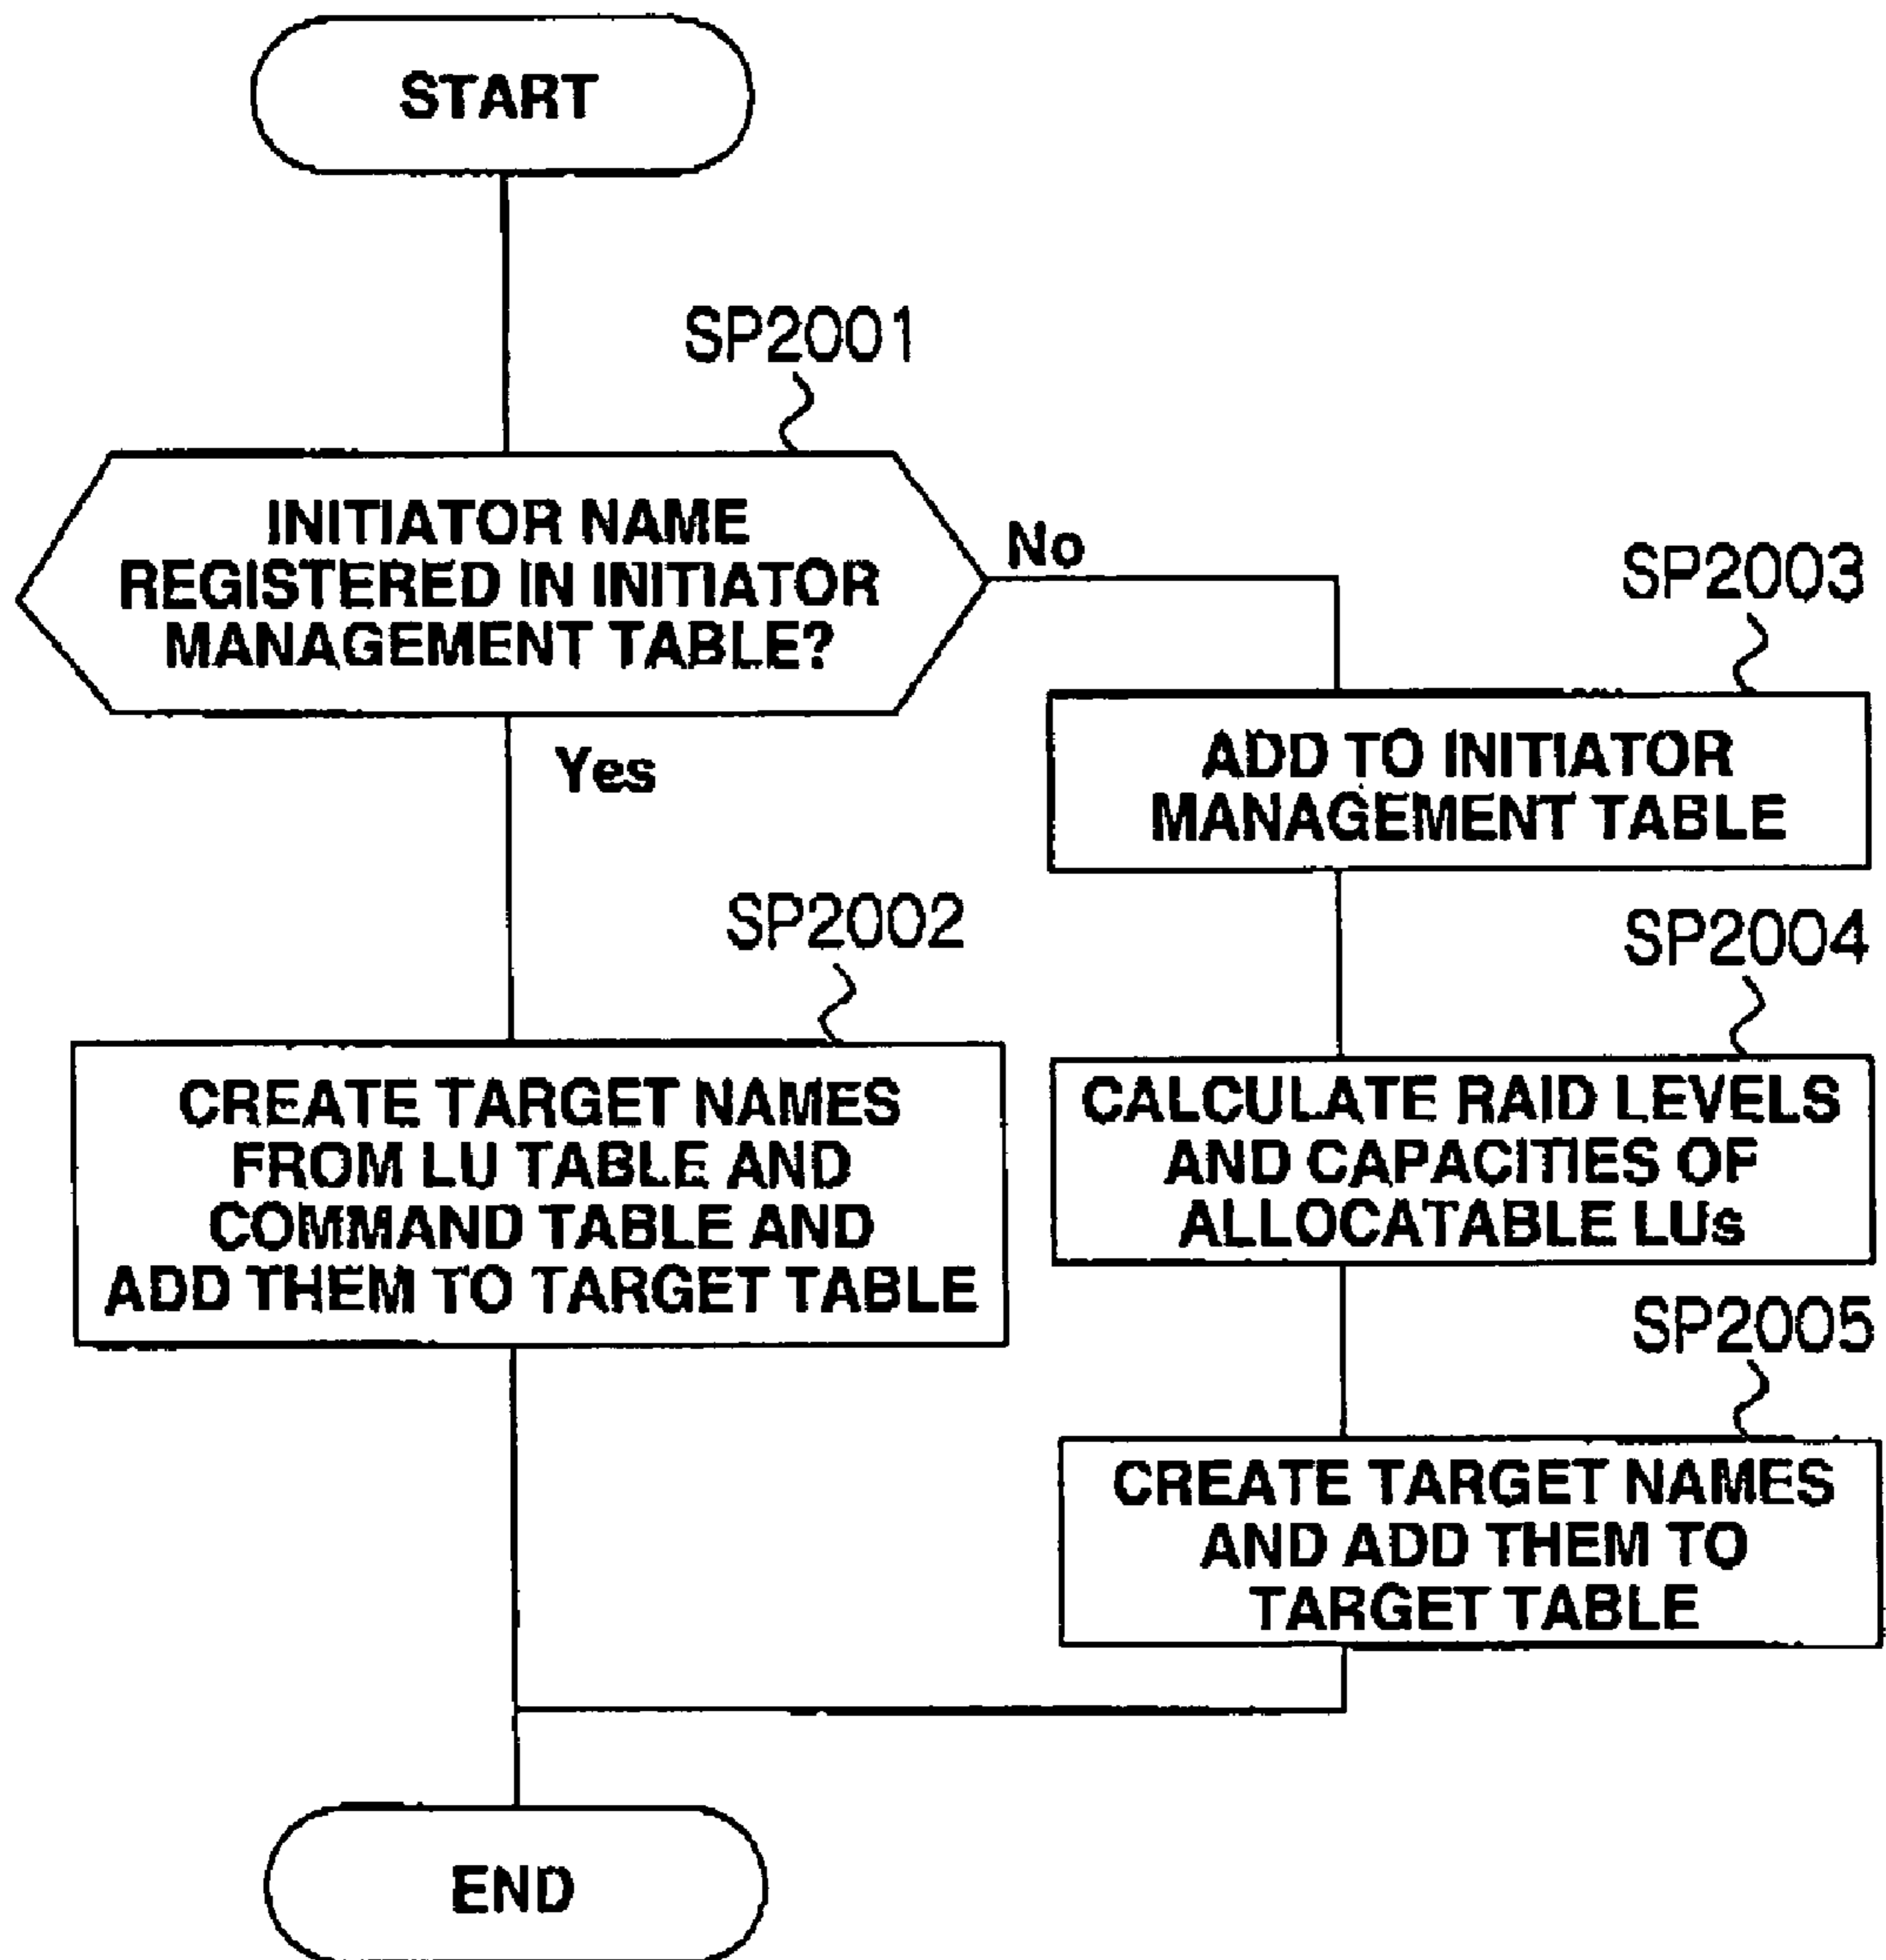 START
SP2001
INITIATOR NAME
REGISTERED IN INITIATOR
MANAGEMENT TABLE?
No
Yes
SP2003
ADD TO INITIATOR
MANAGEMENT TABLE
SP2002
CREATE TARGET NAMES
FROM LU TABLE AND
COMMAND TABLE AND
ADD THEM TO TARGET TABLE
SP2004
CALCULATE RAID LEVELS
AND CAPACITIES OF
ALLOCATABLE LUs
SP2005
CREATE TARGET NAMES
AND ADD THEM TO
TARGET TABLE
END